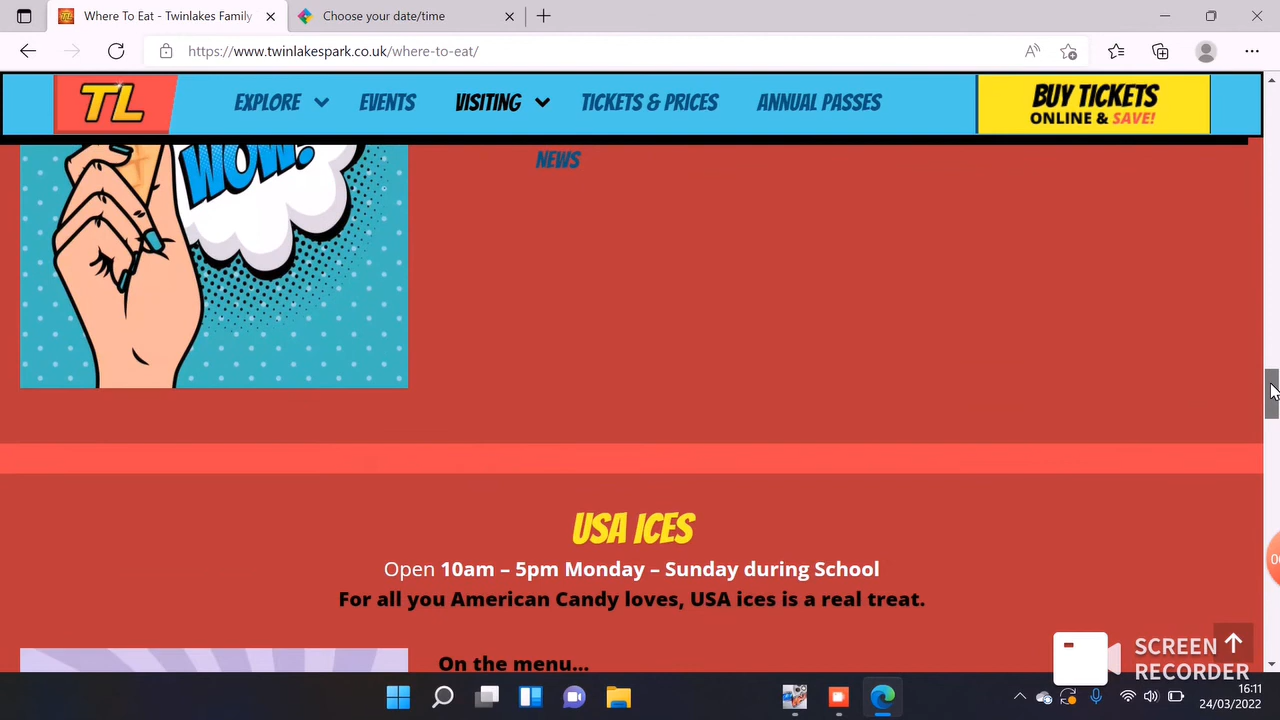 Where To Eat - Twinlakes Family
Choose your date/time
https://www.twinlakespark.co.uk/where-to-eat/
TL
EXPLORE
EVENTS
VISITING
TICKETS & PRICES
ANNUAL PASSES
BUY TICKETS
ONLINE & SAVE!
NEWS
WOW!
USA ICES
Open 10am – 5pm Monday – Sunday during School
For all you American Candy loves, USA ices is a real treat.
On the menu...
SCREEN
RECORDER
16:11
24/03/2022